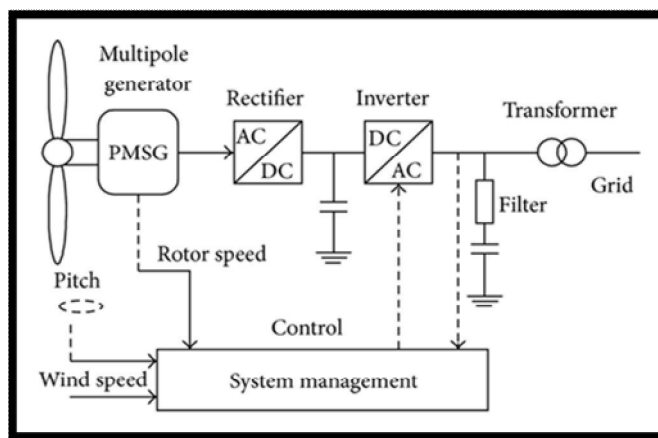 Multipole
generator
Rectifier
Inverter
Transformer
PMSG
AC
DC
DC
AC
Filter
Grid
Rotor speed
Pitch
Control
Wind speed
System management